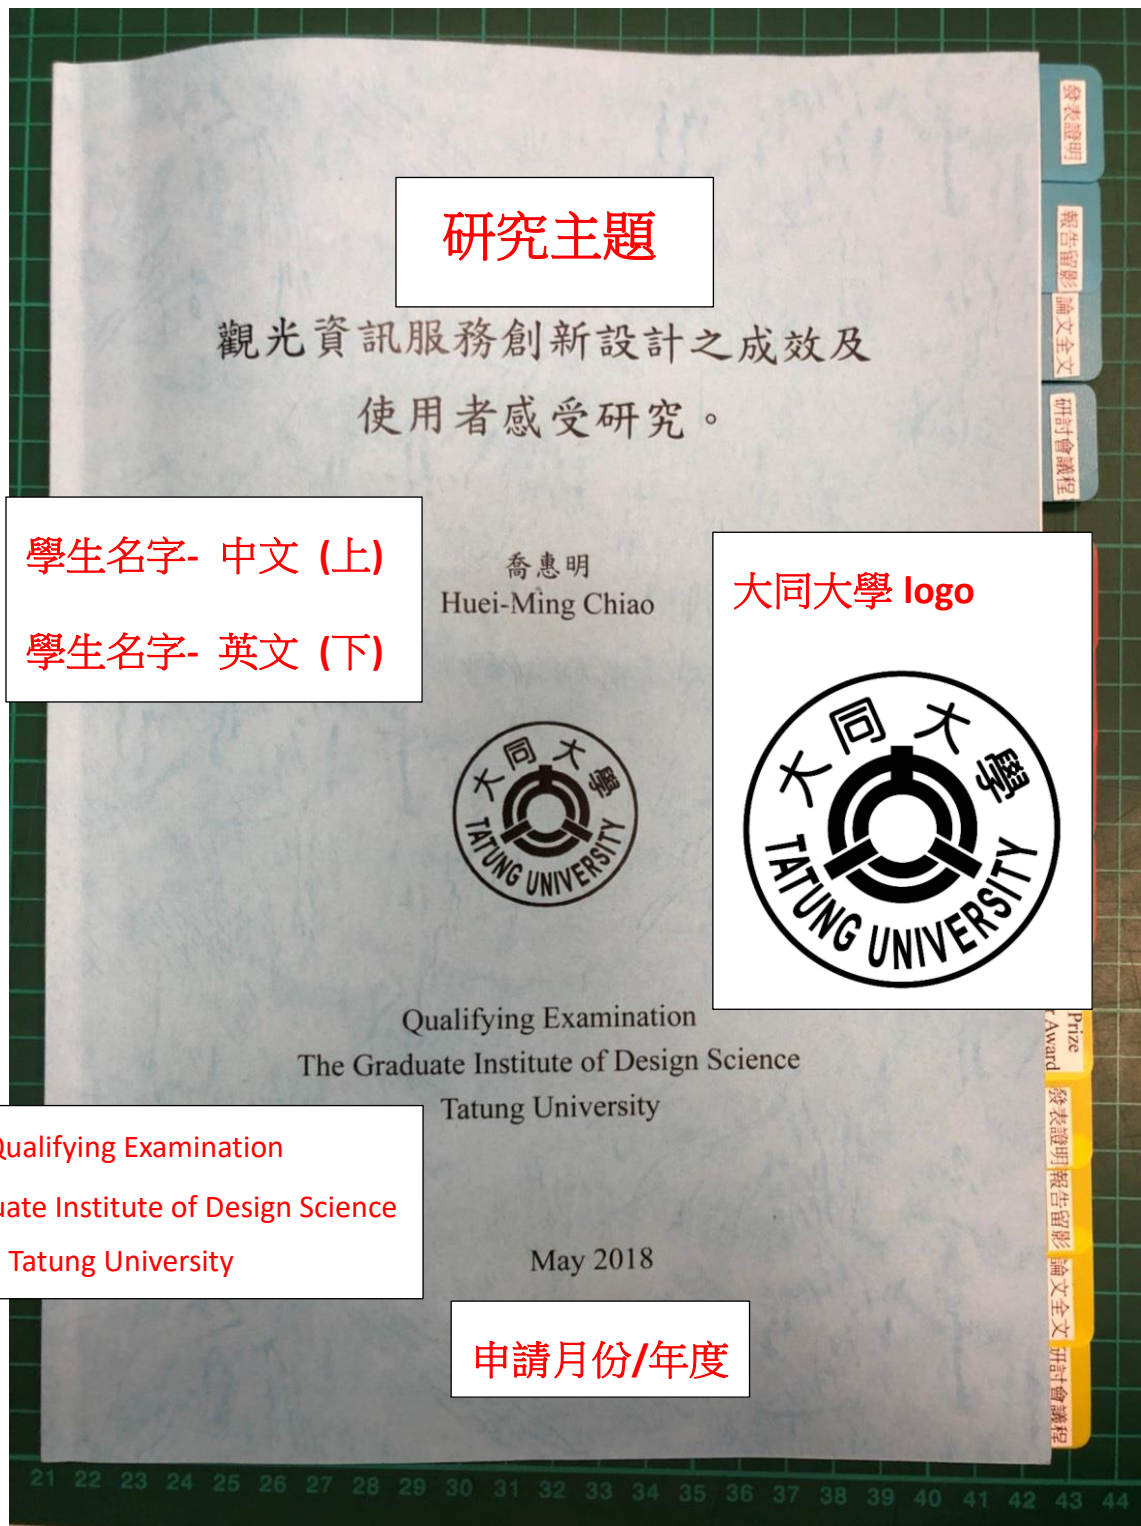 研究主題
觀光資訊服務創新設計之成效及
使用者感受研究。
學生名字- 中文 (上)
學生名字- 英文 (下)
喬惠明
Huei-Ming Chiao
大同大學 logo
大同大學
TATUNG UNIVERSITY
大同大學
TATUNG UNIVERSITY
Qualifying Examination
The Graduate Institute of Design Science
Tatung University
Qualifying Examination
uate Institute of Design Science
Tatung University
May 2018
申請月份/年度
發表證明
報告留影
論文全文
研討會議程
Prize
Award
發表證明
報告留影
論文全文
研討會議程
21 22 23 24 25 26 27 28 29 30 31 32 33 34 35 36 37 38 39 40 41 42 43 44